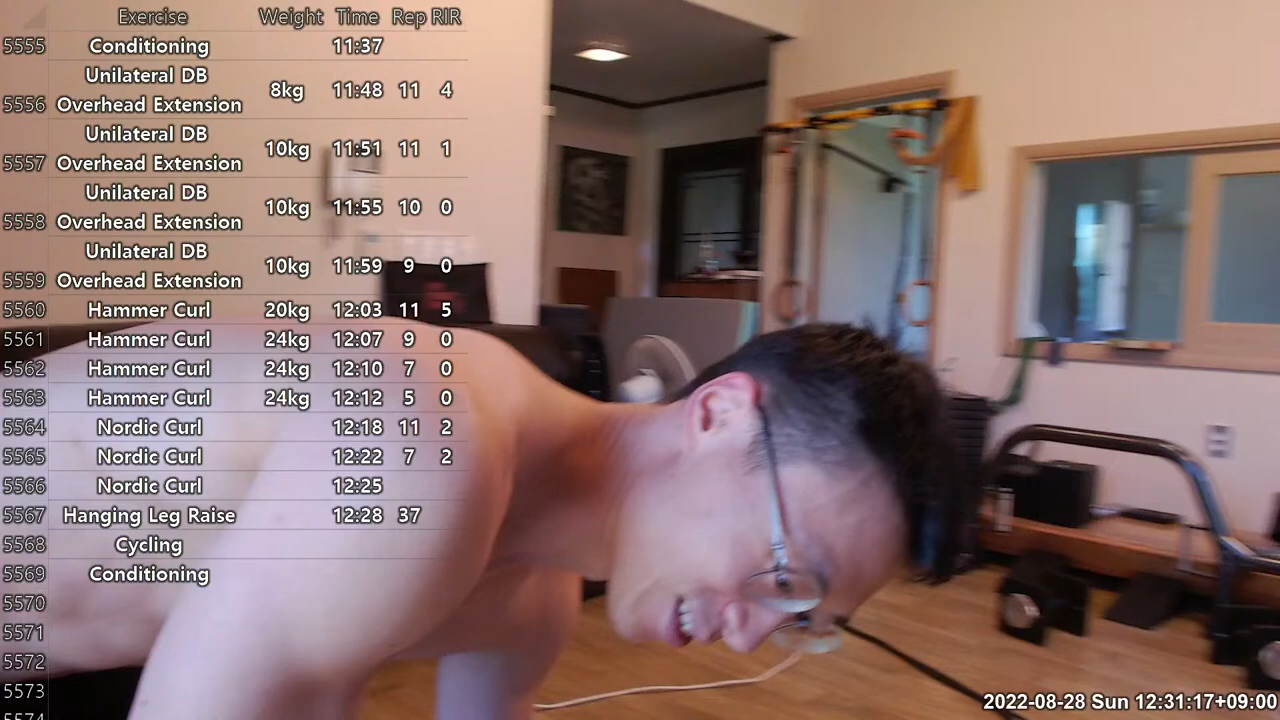 Exercise Weight Time Rep RIR
5555 Conditioning 11:37
5556 Unilateral DB Overhead Extension 8kg 11:48 11 4
5557 Unilateral DB Overhead Extension 10kg 11:51 11 1
5558 Unilateral DB Overhead Extension 10kg 11:55 10 0
5559 Unilateral DB Overhead Extension 10kg 11:59 9 0
5560 Hammer Curl 20kg 12:03 11 5
5561 Hammer Curl 24kg 12:07 9 0
5562 Hammer Curl 24kg 12:10 7 0
5563 Hammer Curl 24kg 12:12 5 0
5564 Nordic Curl 12:18 11 2
5565 Nordic Curl 12:22 7 2
5566 Nordic Curl 12:25
5567 Hanging Leg Raise 12:28 37
5568 Cycling
5569 Conditioning
5570
5571
5572
5573
5574
2022-08-28 Sun 12:31:17+09:00